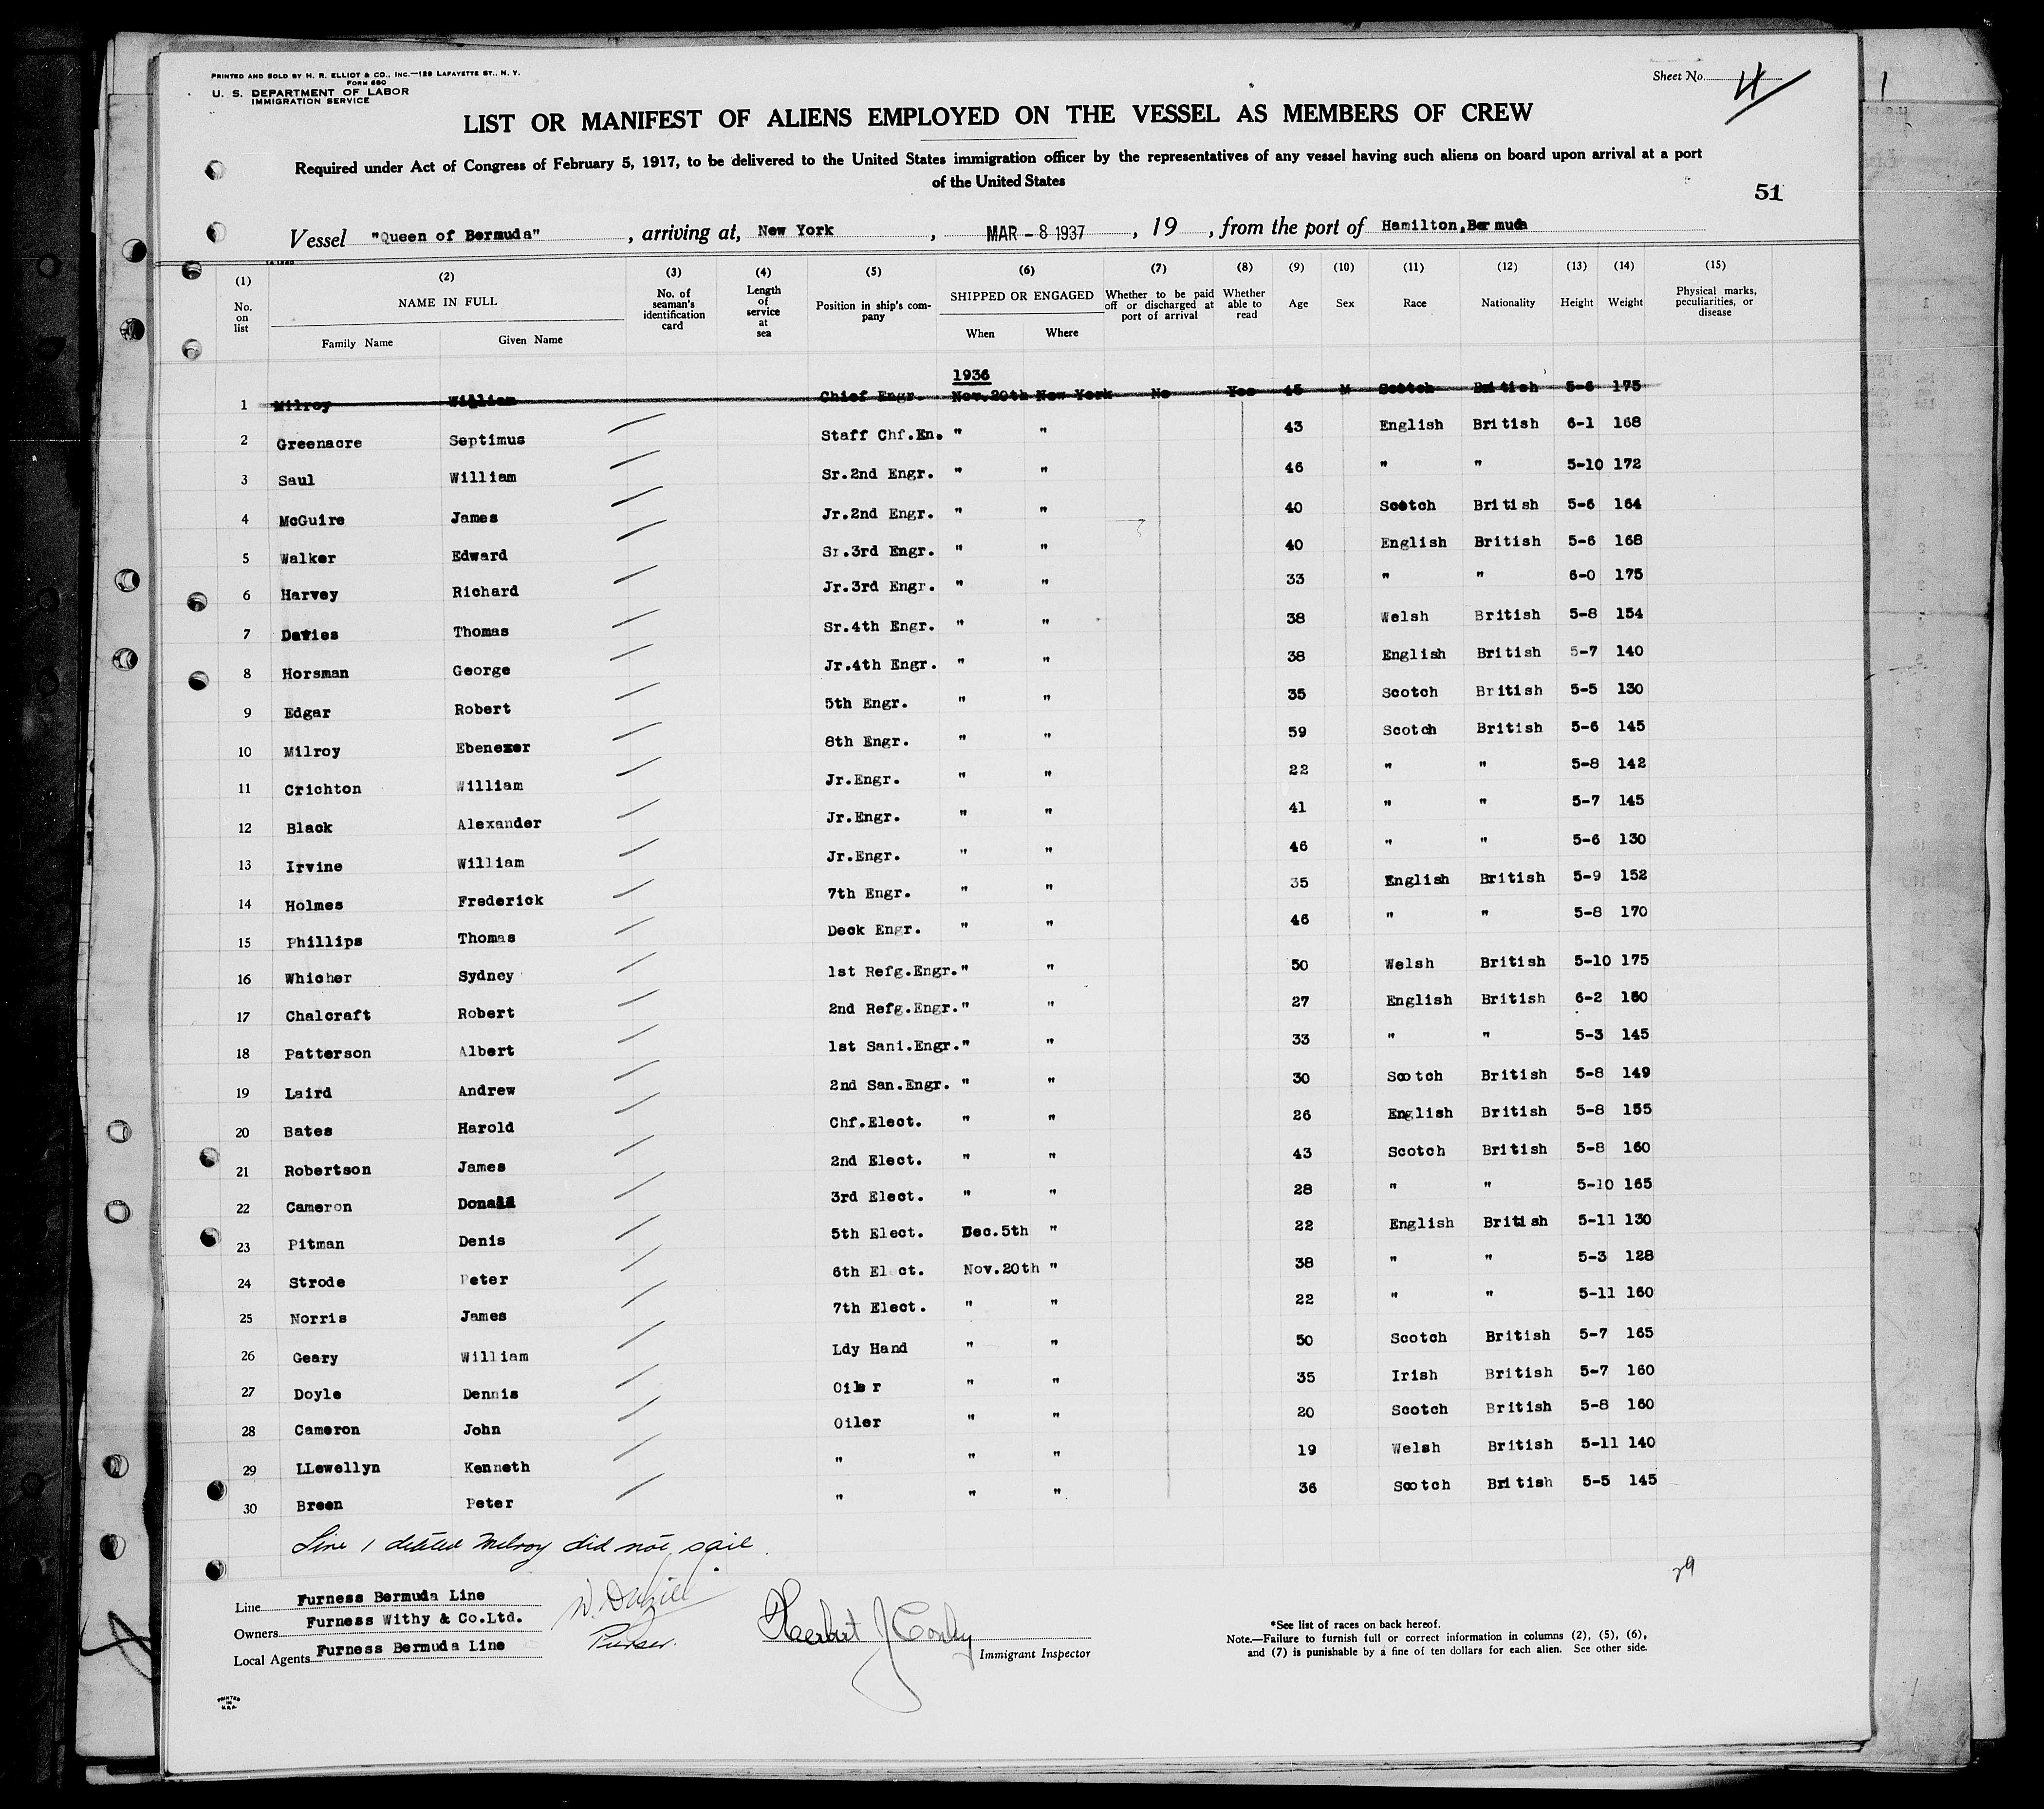 PRINTED AND SOLD BY H. R. ELLIOT & CO., INC.—129 LAFAYETTE ST., N. Y.
FORM 680
U. S. DEPARTMENT OF LABOR
IMMIGRATION SERVICE
Sheet No. 4
LIST OR MANIFEST OF ALIENS EMPLOYED ON THE VESSEL AS MEMBERS OF CREW
Required under Act of Congress of February 5, 1917, to be delivered to the United States immigration officer by the representatives of any vessel having such aliens on board upon arrival at a port
of the United States
51
Vessel "Queen of Bermuda", arriving at, New York, MAR - 8 1937, 19 , from the port of Hamilton, Bermuda
(1) (2) (3) (4) (5) (6) (7) (8) (9) (10) (11) (12) (13) (14) (15)
No. on list NAME IN FULL Family Name Given Name No. of seaman's identification card Length of service at sea Position in ship's company SHIPPED OR ENGAGED When Where Whether to be paid off or discharged at port of arrival Whether able to read Age Sex Race Nationality Height Weight Physical marks, peculiarities, or disease
1936
1 Milroy William Chief Engr. Nov.20th New York No Yes 45 M Scotch British 5-6 175
2 Greenacre Septimus Staff Chf.En. " " 43 English British 6-1 168
3 Saul William Sr.2nd Engr. " " 46 " " 5-10 172
4 McGuire James Jr.2nd Engr. " " 40 Scotch British 5-6 164
5 Walker Edward Sr.3rd Engr. " " 40 English British 5-6 168
6 Harvey Richard Jr.3rd Engr. " " 33 " " 6-0 175
7 Davies Thomas Sr.4th Engr. " " 38 Welsh British 5-8 154
8 Horsman George Jr.4th Engr. " " 38 English British 5-7 140
9 Edgar Robert 5th Engr. " " 35 Scotch British 5-5 130
10 Milroy Ebenezer 8th Engr. " " 59 Scotch British 5-6 145
11 Crichton William Jr.Engr. " " 22 " " 5-8 142
12 Black Alexander Jr.Engr. " " 41 " " 5-7 145
13 Irvine William Jr.Engr. " " 46 " " 5-6 130
14 Holmes Frederick 7th Engr. " " 35 English British 5-9 152
15 Phillips Thomas Deck Engr. " " 46 " " 5-8 170
16 Whicher Sydney 1st Refg.Engr. " " 50 Welsh British 5-10 175
17 Chalcraft Robert 2nd Refg.Engr. " " 27 English British 6-2 180
18 Patterson Albert 1st Sani.Engr. " " 33 " " 5-3 145
19 Laird Andrew 2nd San.Engr. " " 30 Scotch British 5-8 149
20 Bates Harold Chf.Elect. " " 26 English British 5-8 155
21 Robertson James 2nd Elect. " " 43 Scotch British 5-8 160
22 Cameron Donald 3rd Elect. " " 28 " " 5-10 165
23 Pitman Denis 5th Elect. Dec.5th " 22 English British 5-11 130
24 Strode Peter 6th El ct. Nov.20th " 38 " " 5-3 128
25 Norris James 7th Elect. " " 22 " " 5-11 160
26 Geary William Ldy Hand " " 50 Scotch British 5-7 165
27 Doyle Dennis Oiler " " 35 Irish British 5-7 160
28 Cameron John Oiler " " 20 Scotch British 5-8 160
29 LLewellyn Kenneth " " " 19 Welsh British 5-11 140
30 Breen Peter " " " 36 Scotch British 5-5 145
Line 1 deleted Milroy did not sail.
29
Line Furness Bermuda Line
Owners Furness Withy & Co.Ltd.
Local Agents Furness Bermuda Line
Purser.
Herbert J Conley
Immigrant Inspector
*See list of races on back hereof.
Note.—Failure to furnish full or correct information in columns (2), (5), (6),
and (7) is punishable by a fine of ten dollars for each alien. See other side.
PRINTED
IN
U.S.A.